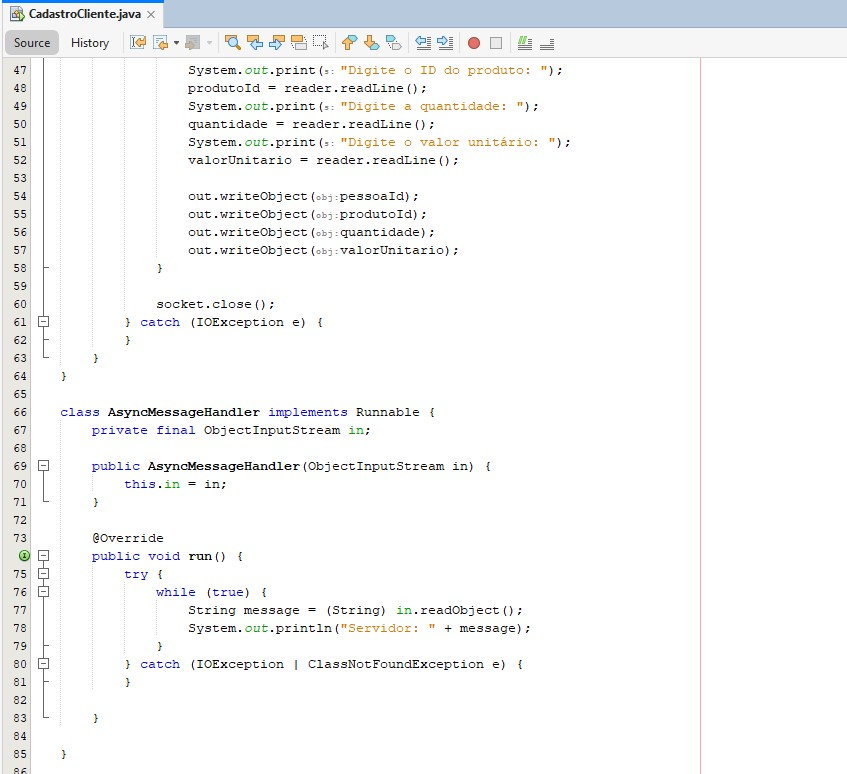 CadastroCliente.java
Source History
47 System.out.print(s: "Digite o ID do produto: ");
48 produtoId = reader.readLine();
49 System.out.print(s: "Digite a quantidade: ");
50 quantidade = reader.readLine();
51 System.out.print(s: "Digite o valor unitário: ");
52 valorUnitario = reader.readLine();
53
54 out.writeObject(obj: pessoaId);
55 out.writeObject(obj: produtoId);
56 out.writeObject(obj: quantidade);
57 out.writeObject(obj: valorUnitario);
58 }
59
60 socket.close();
61 } catch (IOException e) {
62 }
63 }
64 }
65
66 class AsyncMessageHandler implements Runnable {
67 private final ObjectInputStream in;
68
69 public AsyncMessageHandler(ObjectInputStream in) {
70 this.in = in;
71 }
72
73 @Override
public void run() {
75 try {
76 while (true) {
77 String message = (String) in.readObject();
78 System.out.println("Servidor: " + message);
79 }
80 } catch (IOException | ClassNotFoundException e) {
81 }
82
83 }
84
85 }
86